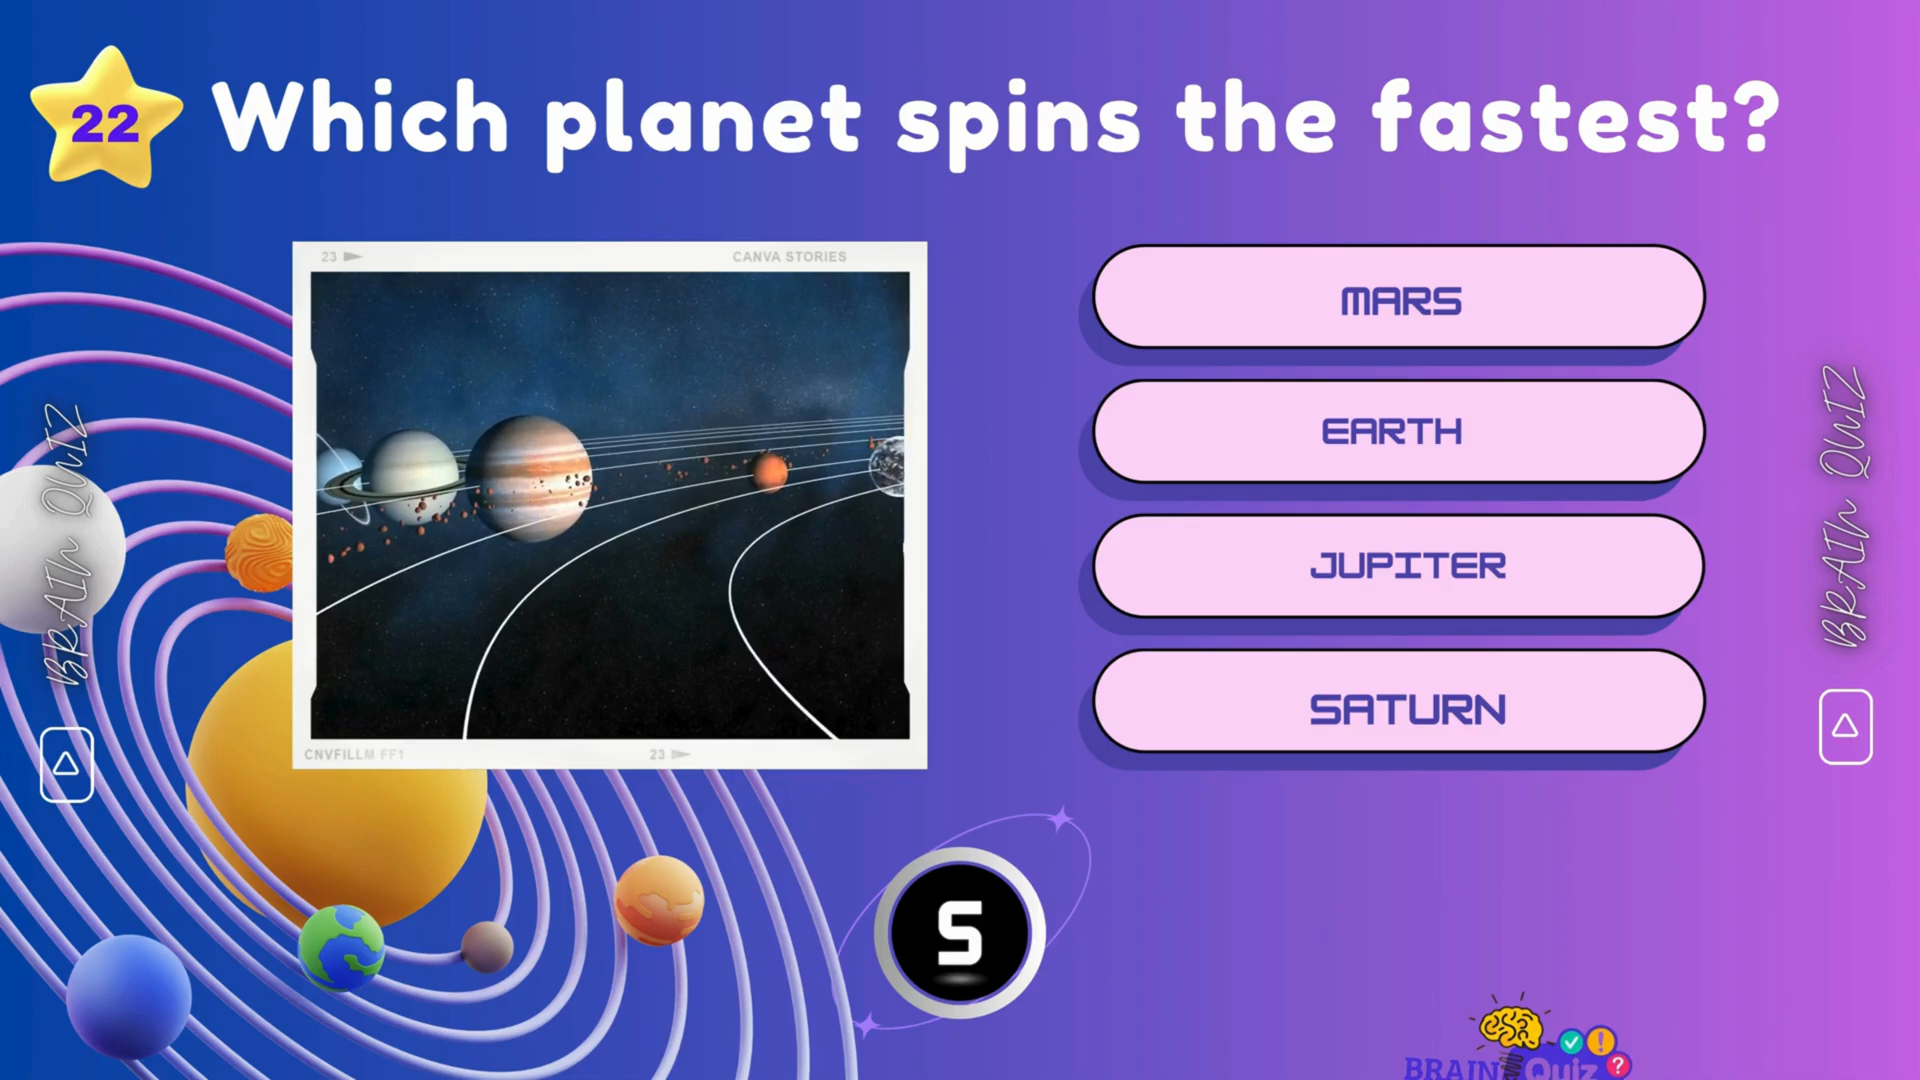 22
Which planet spins the fastest?
23
CANVA STORIES
MARS
EARTH
JUPITER
SATURN
CNVFILLM FF1
23
BRAIN QUIZ
BRAIN QUIZ
5
BRAIN Quiz